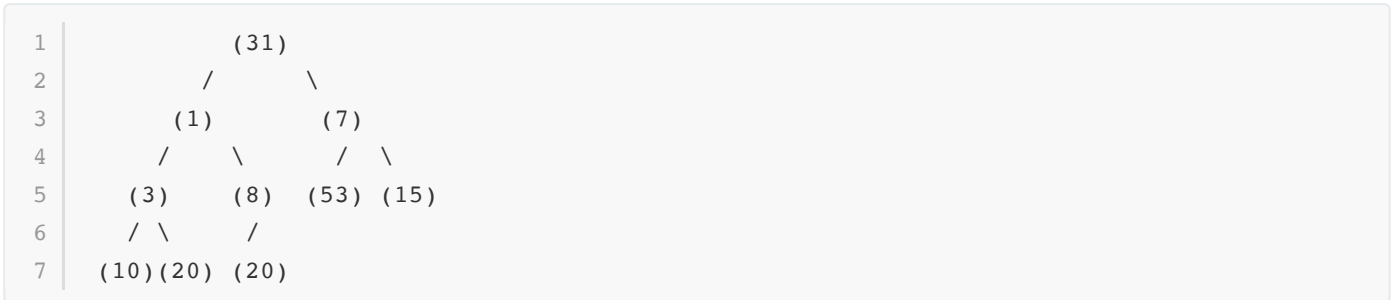 1           (31)
2         /      \
3       (1)       (7)
4      /    \      /  \
5    (3)    (8)  (53) (15)
6    / \     /
7  (10)(20) (20)